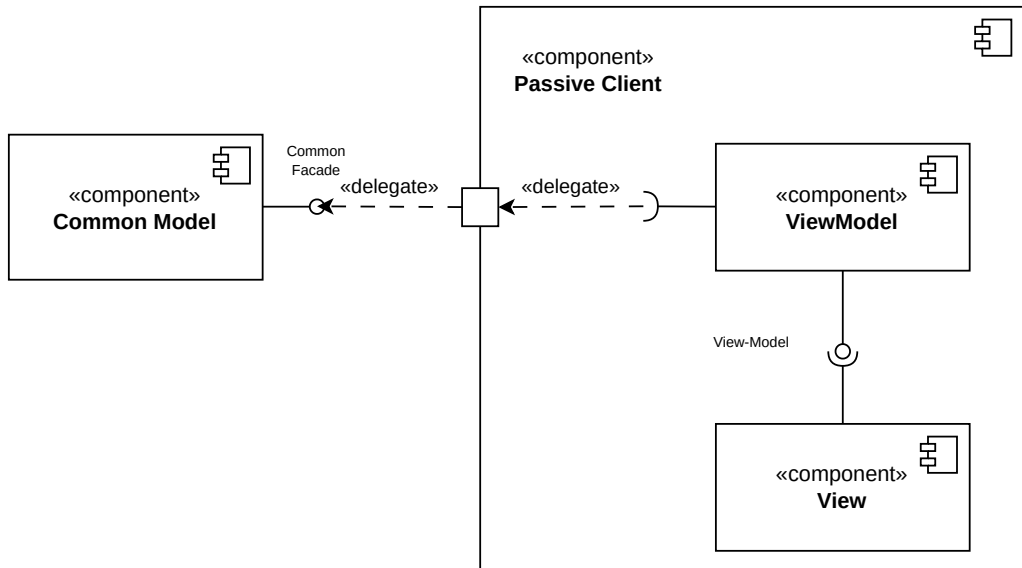 «component»
Passive Client
Common
Facade
«component»
Common Model
«delegate»
«delegate»
«component»
ViewModel
View-Model
«component»
View